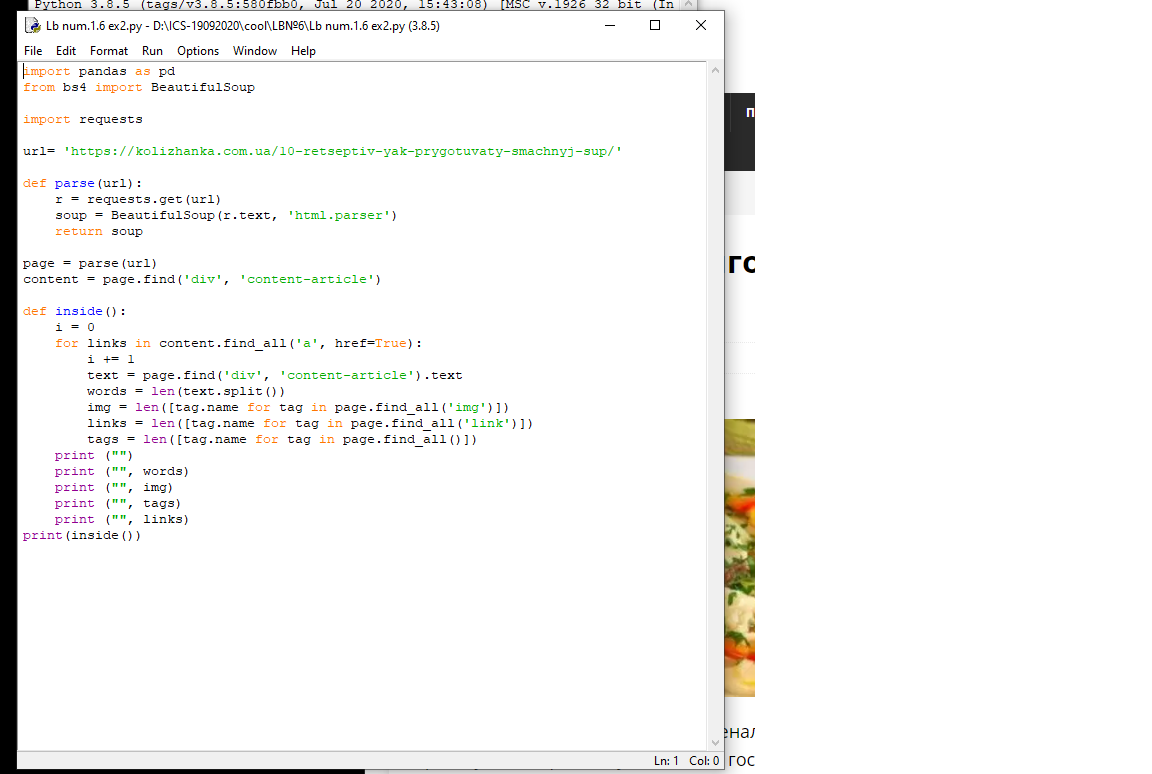 Python 3.8.5 (tags/v3.8.5:580fbb0, Jul 20 2020, 15:43:08) [MSC v.1926 32 bit (In
Lb num.1.6 ex2.py - D:\ICS-19092020\cool\LBNº6\Lb num.1.6 ex2.py (3.8.5)
File Edit Format Run Options Window Help
import pandas as pd
from bs4 import BeautifulSoup
import requests
url= 'https://kolizhanka.com.ua/10-retseptiv-yak-prygotuvaty-smachnyj-sup/'
def parse(url):
    r = requests.get(url)
    soup = BeautifulSoup(r.text, 'html.parser')
    return soup
page = parse(url)
content = page.find('div', 'content-article')
def inside():
    i = 0
    for links in content.find_all('a', href=True):
        i += 1
        text = page.find('div', 'content-article').text
        words = len(text.split())
        img = len([tag.name for tag in page.find_all('img')])
        links = len([tag.name for tag in page.find_all('link')])
        tags = len([tag.name for tag in page.find_all()])
    print ("")
    print ("", words)
    print ("", img)
    print ("", tags)
    print ("", links)
print(inside())
Ln: 1 Col: 0